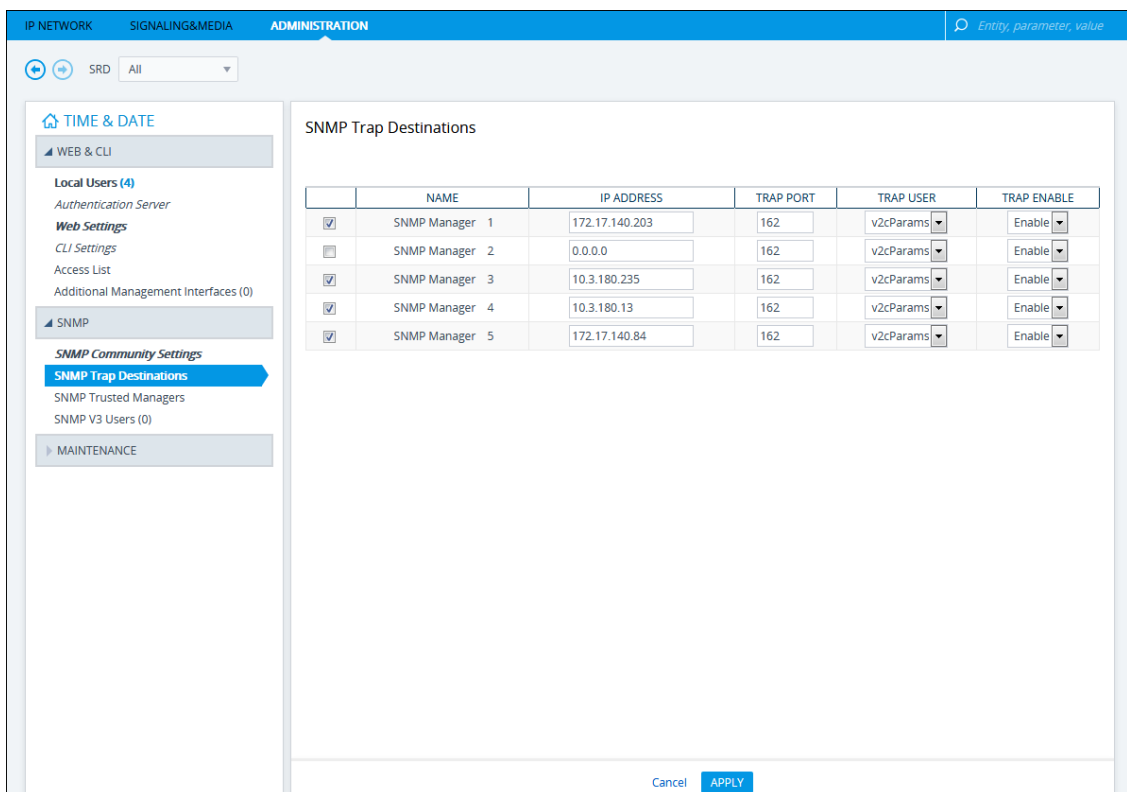 IP NETWORK SIGNALING&MEDIA ADMINISTRATION Entity, parameter, value
SRD All
TIME & DATE
WEB & CLI
Local Users (4)
Authentication Server
Web Settings
CLI Settings
Access List
Additional Management Interfaces (0)
SNMP
SNMP Community Settings
SNMP Trap Destinations
SNMP Trusted Managers
SNMP V3 Users (0)
MAINTENANCE
SNMP Trap Destinations
NAME IP ADDRESS TRAP PORT TRAP USER TRAP ENABLE
SNMP Manager 1 172.17.140.203 162 v2cParams Enable
SNMP Manager 2 0.0.0.0 162 v2cParams Enable
SNMP Manager 3 10.3.180.235 162 v2cParams Enable
SNMP Manager 4 10.3.180.13 162 v2cParams Enable
SNMP Manager 5 172.17.140.84 162 v2cParams Enable
Cancel APPLY